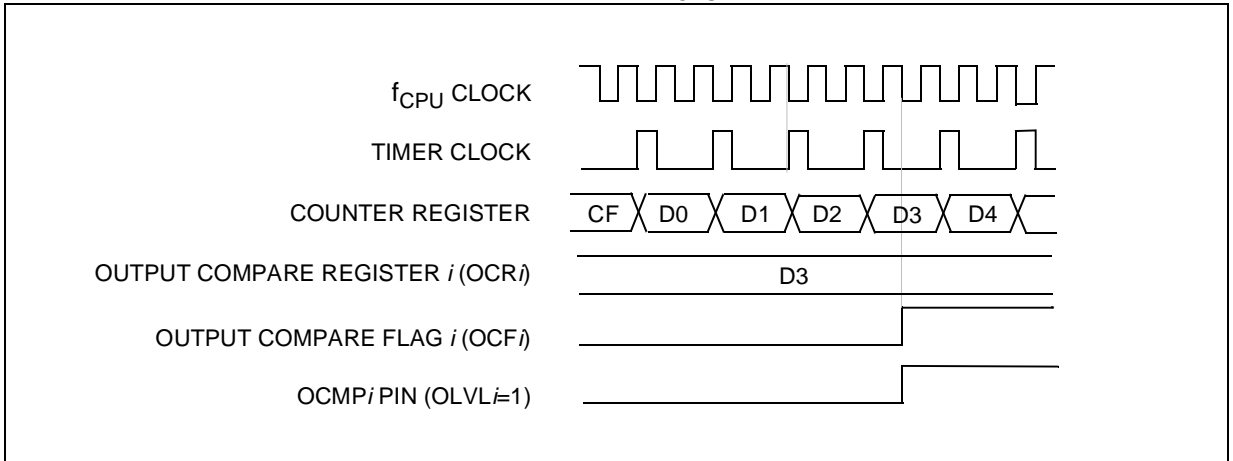 fCPU CLOCK
TIMER CLOCK
COUNTER REGISTER CF D0 D1 D2 D3 D4
OUTPUT COMPARE REGISTER i (OCRi) D3
OUTPUT COMPARE FLAG i (OCFi)
OCMPi PIN (OLVLi=1)